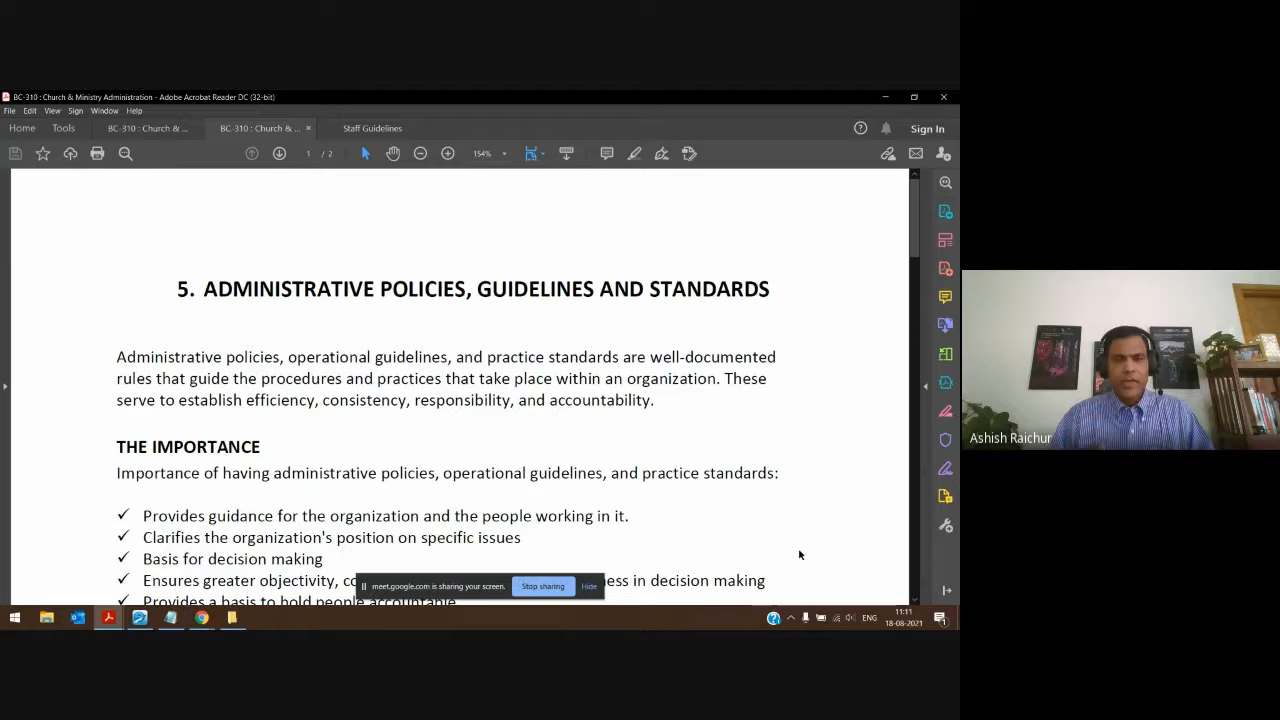 BC-310 : Church & Ministry Administration - Adobe Acrobat Reader DC (32-bit)
File Edit View Sign Window Help
Home Tools BC-310 : Church & ... BC-310 : Church & ... × Staff Guidelines Sign In
1 / 2 154%
5. ADMINISTRATIVE POLICIES, GUIDELINES AND STANDARDS
Administrative policies, operational guidelines, and practice standards are well-documented
rules that guide the procedures and practices that take place within an organization. These
serve to establish efficiency, consistency, responsibility, and accountability.
THE IMPORTANCE
Importance of having administrative policies, operational guidelines, and practice standards:
✓ Provides guidance for the organization and the people working in it.
✓ Clarifies the organization's position on specific issues
✓ Basis for decision making
✓ Ensures greater objectivity, in decision making
meet.google.com is sharing your screen. Stop sharing Hide
✓ Provides a basis to hold people accountable
ENG
11:11
18-08-2021
Ashish Raichur